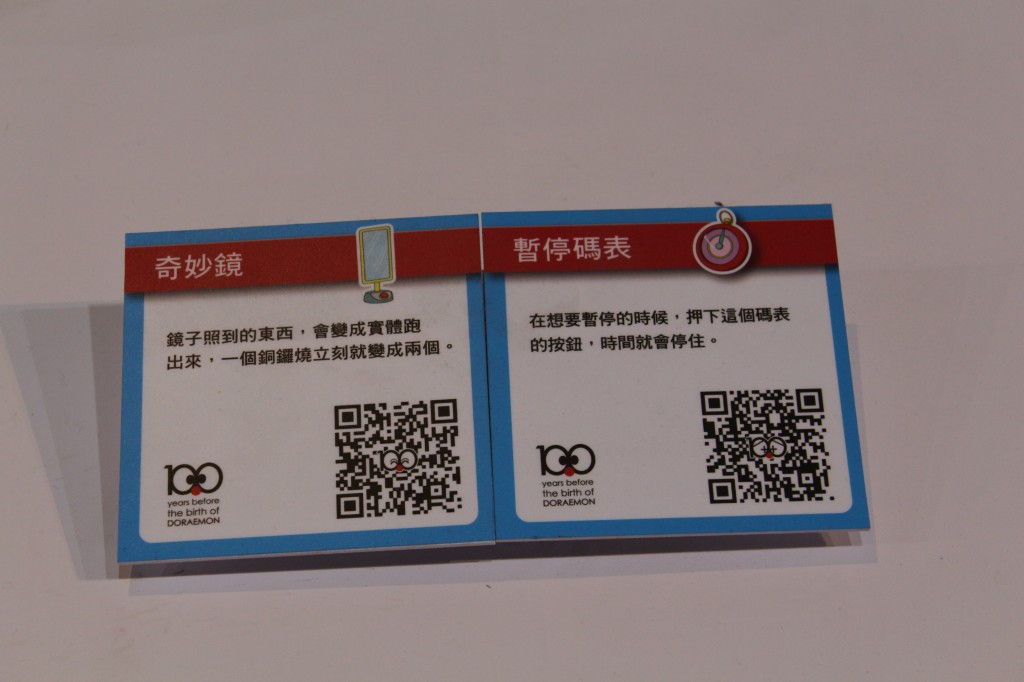 奇妙鏡
鏡子照到的東西，會變成實體跑
出來，一個銅鑼燒立刻就變成兩個。
100
years before
the birth of
DORAEMON
暫停碼表
在想要暫停的時候，押下這個碼表
的按鈕，時間就會停住。
100
years before
the birth of
DORAEMON